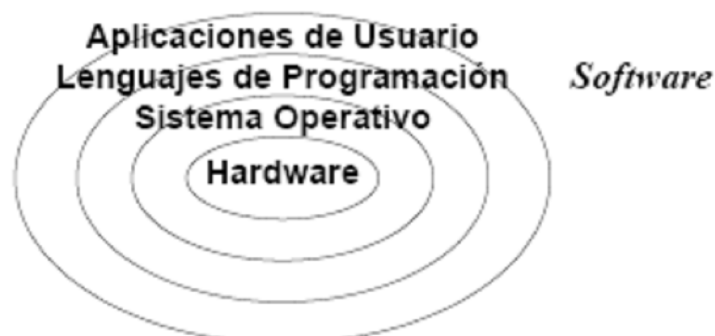 Aplicaciones de Usuario
Lenguajes de Programación Software
Sistema Operativo
Hardware